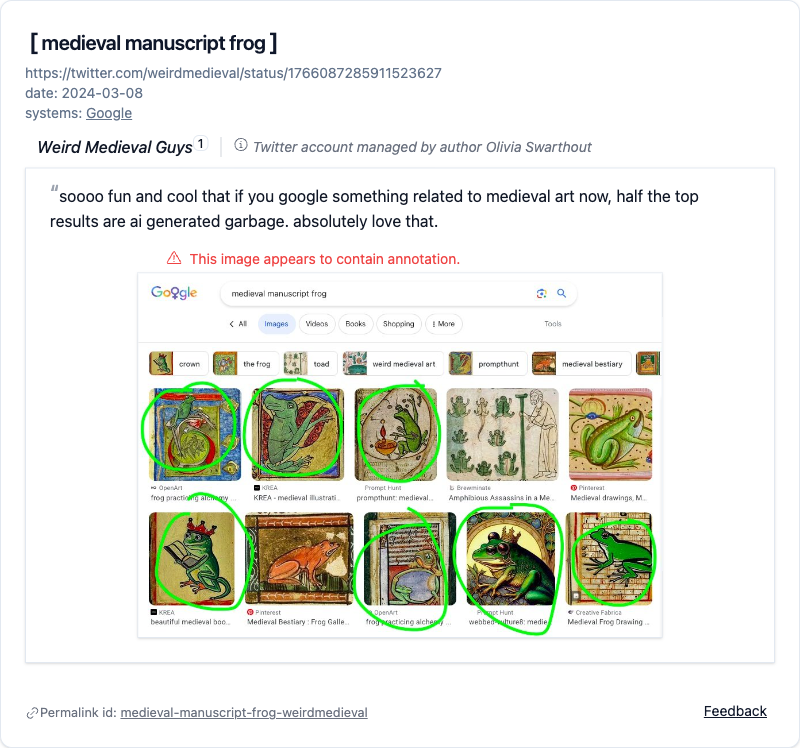 [medieval manuscript frog]
https://twitter.com/weirdmedieval/status/1766087285911523627
date: 2024-03-08
systems: Google
Weird Medieval Guys 1 Twitter account managed by author Olivia Swarthout
“soooo fun and cool that if you google something related to medieval art now, half the top
results are ai generated garbage. absolutely love that.
This image appears to contain annotation.
Google medieval manuscript frog
All Images Videos Books Shopping More Tools
crown the frog toad weird medieval art prompthunt medieval bestiary
OpenArt KREA Prompt Hunt Brewminate Pinterest
frog practicing alchemy ... KREA - medieval illustrati... prompthunt: medieval... Amphibious Assassins in a Me... Medieval drawings, M...
KREA Pinterest OpenArt Prompt Hunt Creative Fabrics
beautiful medieval boo... Medieval Bestiary : Frog Galle... frog practicing alchemy ... webbed-culture8: medie... Medieval Frog Drawing ...
Permalink id: medieval-manuscript-frog-weirdmedieval
Feedback